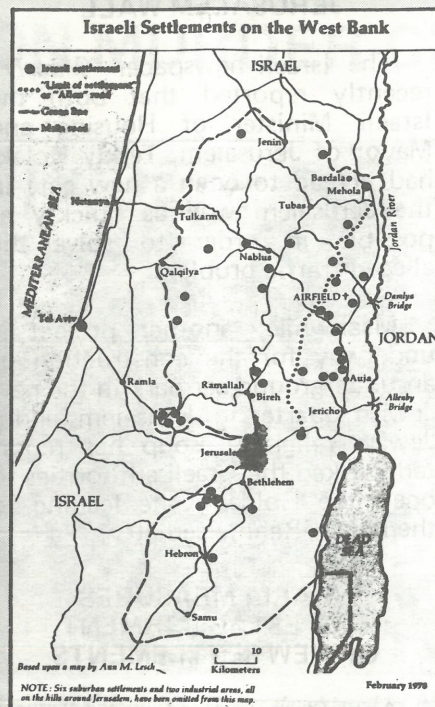 Israeli Settlements on the West Bank
Israeli settlement
"Limit of settlement
or "Allon" road
Green line
Main road
ISRAEL
Jenin
Bardala
Mehola
Netanya
Tulkarm
Tubas
Jordan River
MEDITERRANEAN SEA
Nablus
Qalqilya
AIRFIELD
Damiya
Bridge
Tel Aviv
JORDAN
Ramla
Ramallah
Bireh
Auja
Allenby
Bridge
Jericho
Jerusalem
Bethlehem
ISRAEL
DEAD
SEA
Hebron
Samu
0 10
Kilometers
Based upon a map by Ann M. Lesch
February 1978
NOTE: Six suburban settlements and two industrial areas, all
on the hills around Jerusalem, have been omitted from this map.